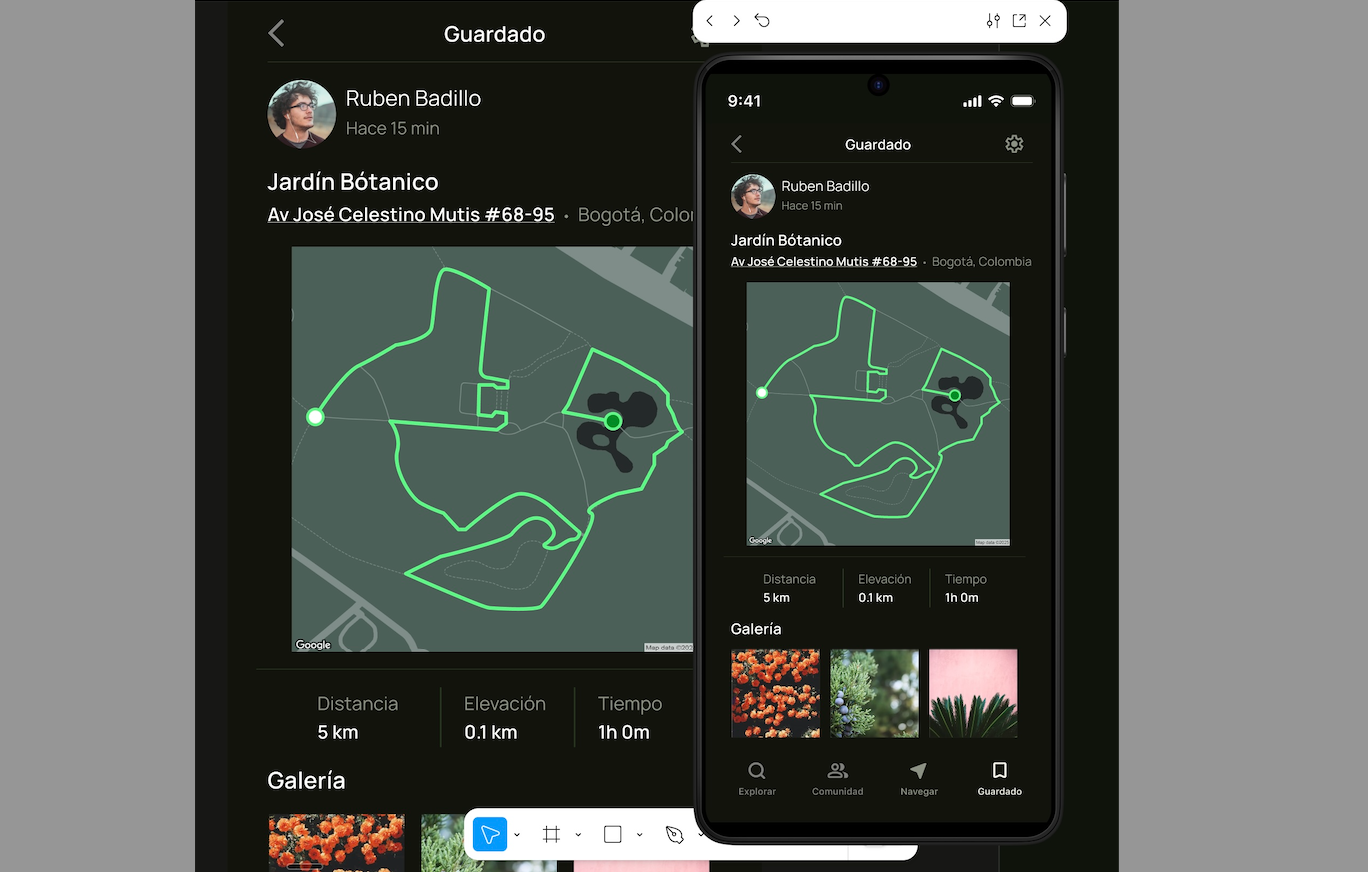 Guardado
Ruben Badillo
Hace 15 min
Jardín Bótanico
Av José Celestino Mutis #68-95 • Bogotá, Color
Google
Map data ©202
Distancia
5 km
Elevación
0.1 km
Tiempo
1h 0m
Galería
9:41
Guardado
Ruben Badillo
Hace 15 min
Jardín Bótanico
Av José Celestino Mutis #68-95 • Bogotá, Colombia
Google
Map data ©2025
Distancia
5 km
Elevación
0.1 km
Tiempo
1h 0m
Galería
Explorar
Comunidad
Navegar
Guardado